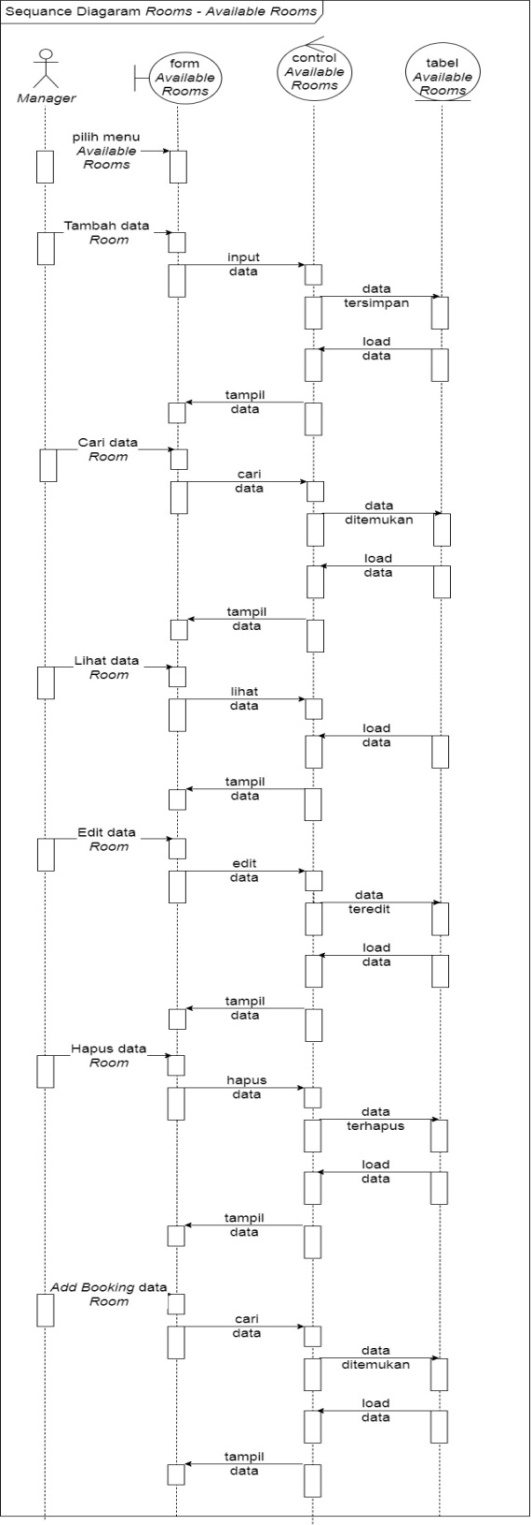 Sequance Diagaram Rooms - Available Rooms
Manager
form
Available
Rooms
control
Available
Rooms
tabel
Available
Rooms
pilih menu
Available
Rooms
Tambah data
Room
input
data
data
tersimpan
load
data
tampil
data
Cari data
Room
cari
data
data
ditemukan
load
data
tampil
data
Lihat data
Room
lihat
data
load
data
tampil
data
Edit data
Room
edit
data
data
teredit
load
data
tampil
data
Hapus data
Room
hapus
data
data
terhapus
load
data
tampil
data
Add Booking data
Room
cari
data
data
ditemukan
load
data
tampil
data